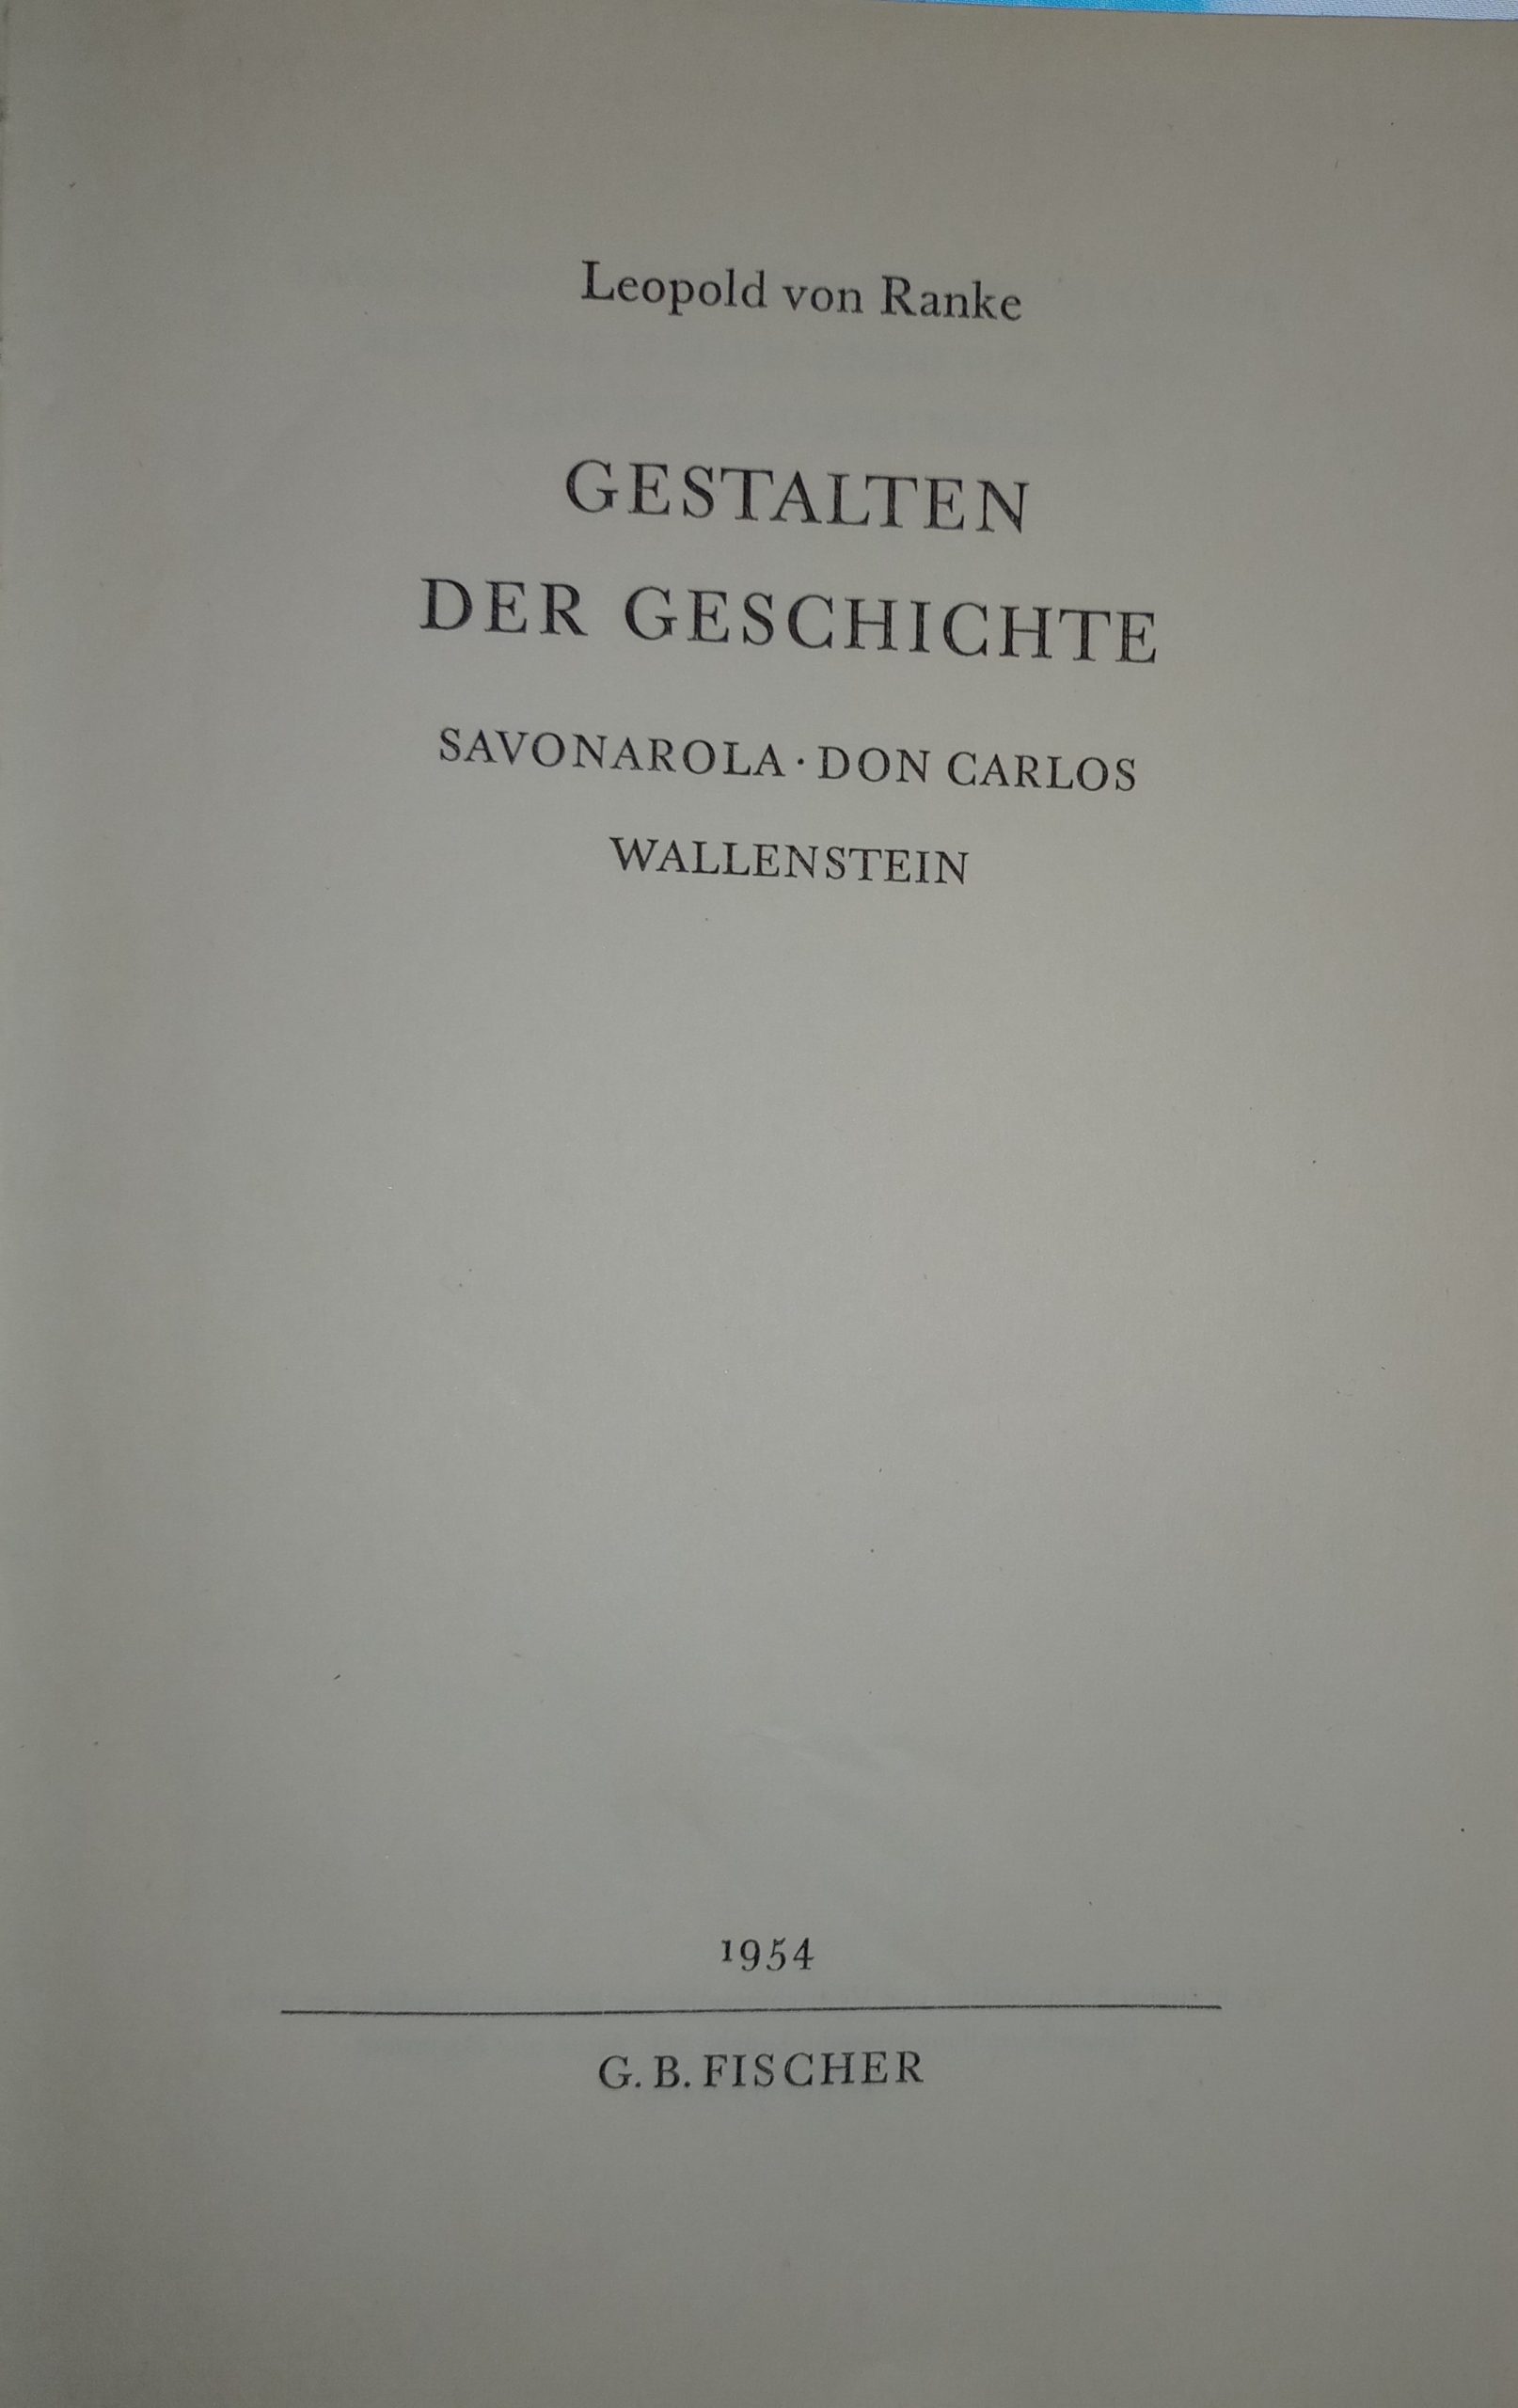 Leopold von Ranke
GESTALTEN
DER GESCHICHTE
SAVONAROLA · DON CARLOS
WALLENSTEIN
1954
G. B. FISCHER